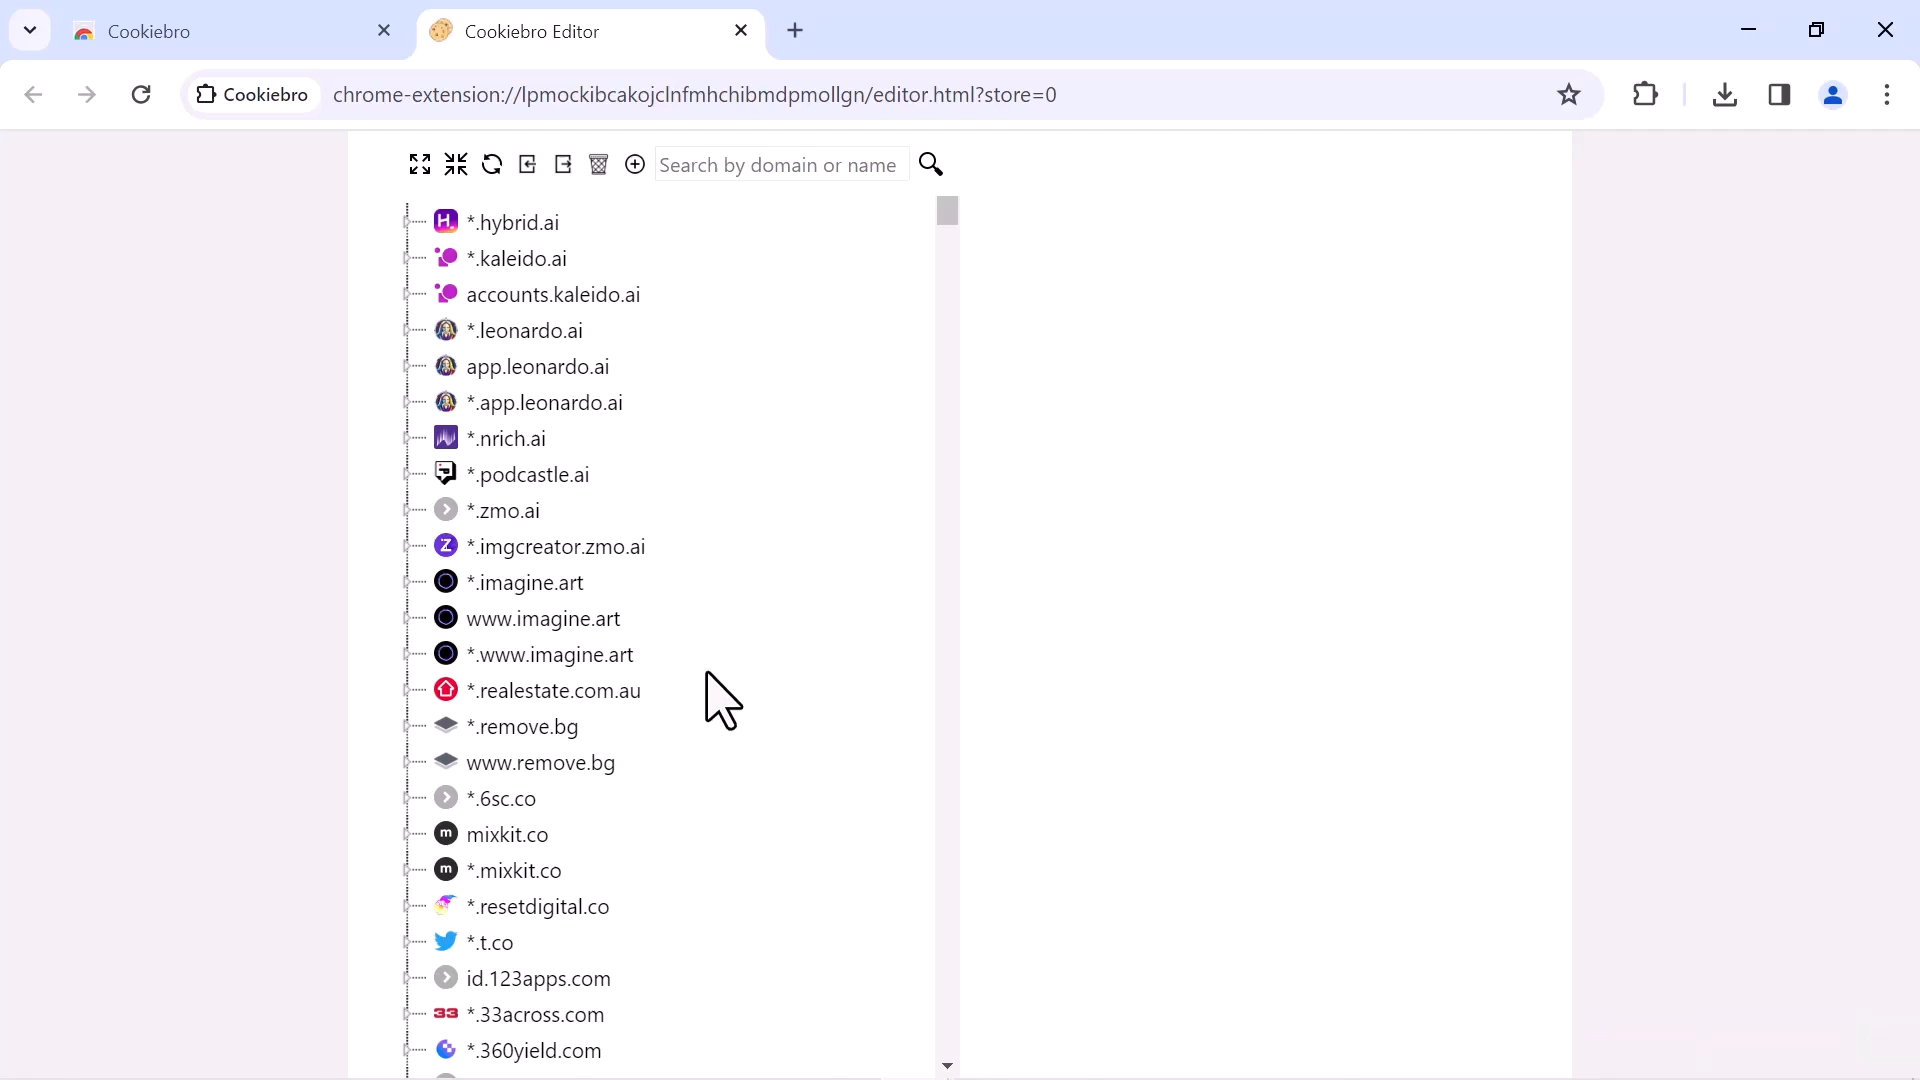 Cookiebro
Cookiebro Editor
Cookiebro
chrome-extension://lpmockibcakojclnfmhchibmdpmollgn/editor.html?store=0
Search by domain or name
*.hybrid.ai
*.kaleido.ai
accounts.kaleido.ai
*.leonardo.ai
app.leonardo.ai
*.app.leonardo.ai
*.nrich.ai
*.podcastle.ai
*.zmo.ai
*.imgcreator.zmo.ai
*.imagine.art
www.imagine.art
*.www.imagine.art
*.realestate.com.au
*.remove.bg
www.remove.bg
*.6sc.co
mixkit.co
*.mixkit.co
*.resetdigital.co
*.t.co
id.123apps.com
*.33across.com
*.360yield.com